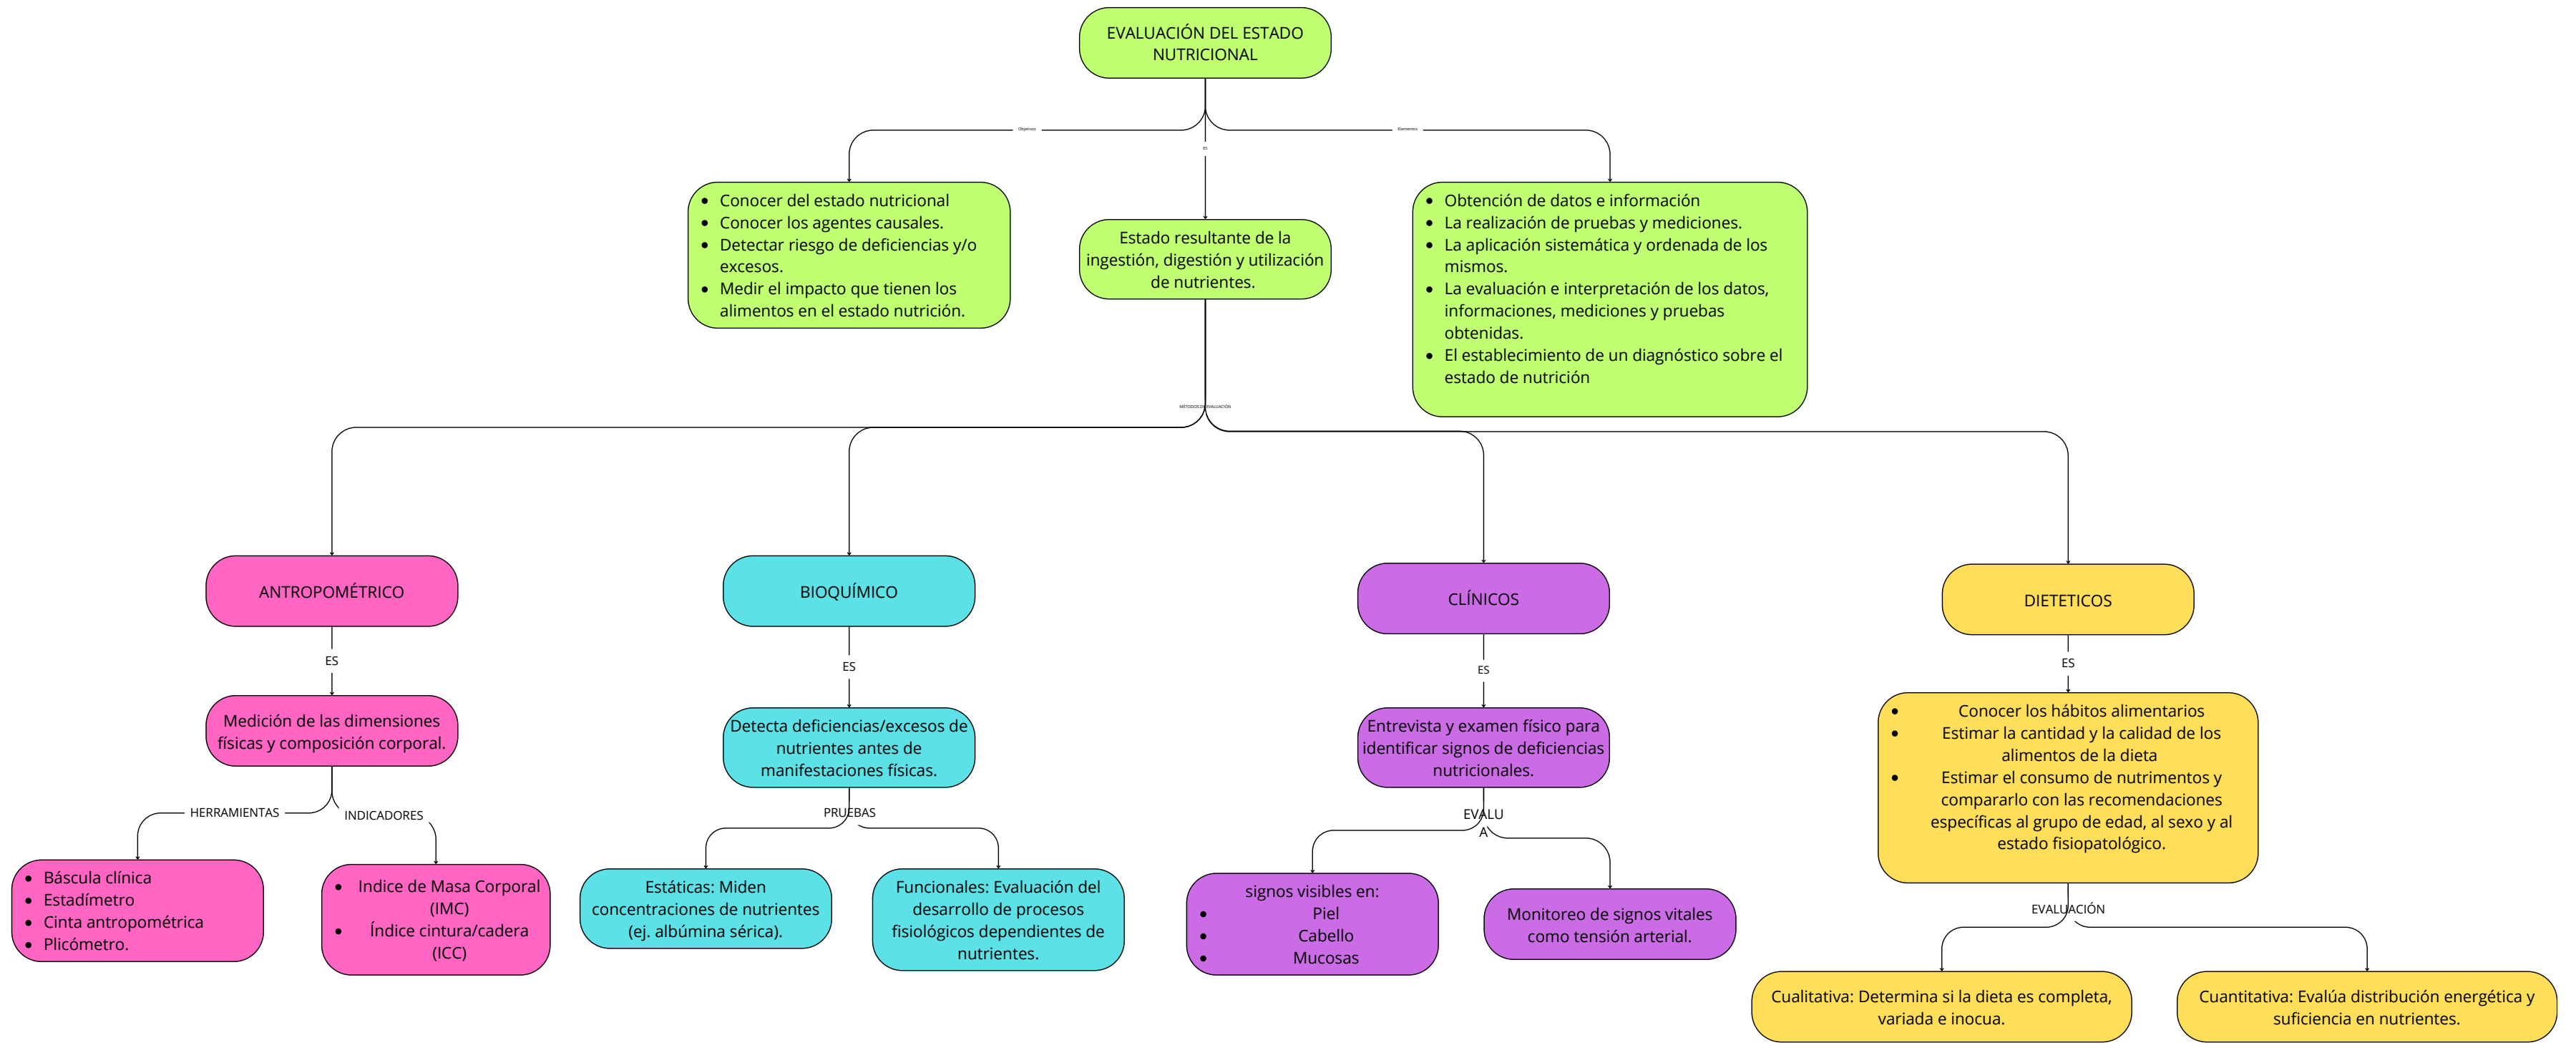 EVALUACIÓN DEL ESTADO
NUTRICIONAL
Objetivos
ES
Elementos
• Conocer del estado nutricional
• Conocer los agentes causales.
• Detectar riesgo de deficiencias y/o
excesos.
• Medir el impacto que tienen los
alimentos en el estado nutrición.
Estado resultante de la
ingestión, digestión y utilización
de nutrientes.
• Obtención de datos e información
• La realización de pruebas y mediciones.
• La aplicación sistemática y ordenada de los
mismos.
• La evaluación e interpretación de los datos,
informaciones, mediciones y pruebas
obtenidas.
• El establecimiento de un diagnóstico sobre el
estado de nutrición
MÉTODOS DE EVALUACIÓN
ANTROPOMÉTRICO
ES
Medición de las dimensiones
físicas y composición corporal.
HERRAMIENTAS
INDICADORES
• Báscula clínica
• Estadímetro
• Cinta antropométrica
• Plicómetro.
• Indice de Masa Corporal
(IMC)
• Índice cintura/cadera
(ICC)
BIOQUÍMICO
ES
Detecta deficiencias/excesos de
nutrientes antes de
manifestaciones físicas.
PRUEBAS
Estáticas: Miden
concentraciones de nutrientes
(ej. albúmina sérica).
Funcionales: Evaluación del
desarrollo de procesos
fisiológicos dependientes de
nutrientes.
CLÍNICOS
ES
Entrevista y examen físico para
identificar signos de deficiencias
nutricionales.
EVALU
A
signos visibles en:
• Piel
• Cabello
• Mucosas
Monitoreo de signos vitales
como tensión arterial.
DIETETICOS
ES
• Conocer los hábitos alimentarios
• Estimar la cantidad y la calidad de los
alimentos de la dieta
• Estimar el consumo de nutrimentos y
compararlo con las recomendaciones
específicas al grupo de edad, al sexo y al
estado fisiopatológico.
EVALUACIÓN
Cualitativa: Determina si la dieta es completa,
variada e inocua.
Cuantitativa: Evalúa distribución energética y
suficiencia en nutrientes.